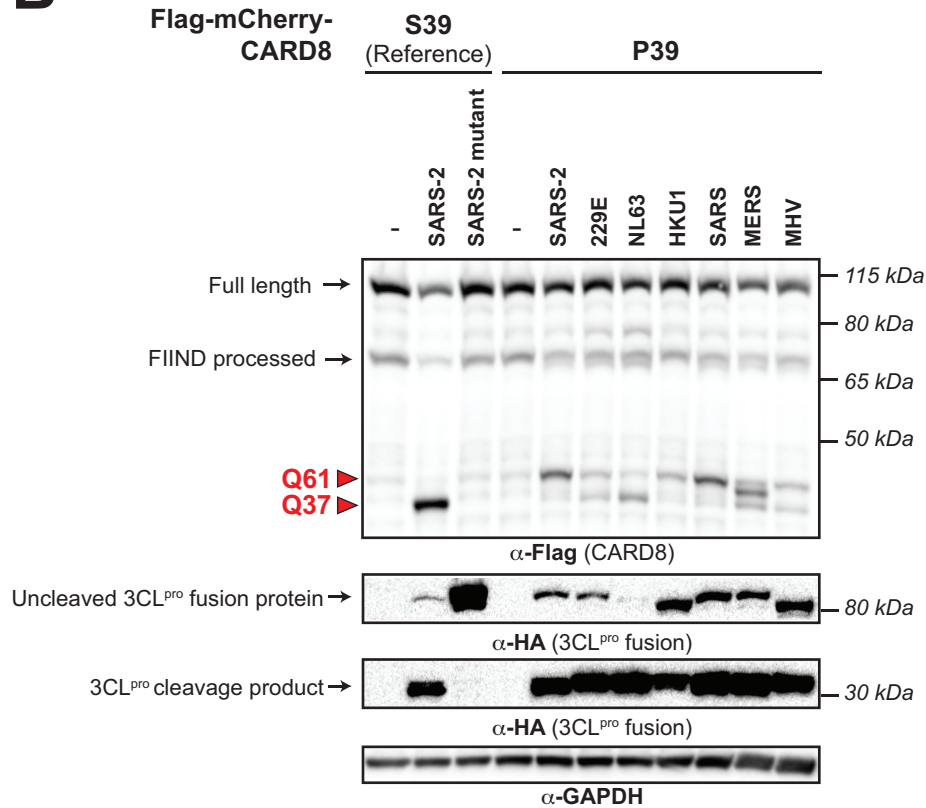 Flag-mCherry-
CARD8
S39
(Reference)
P39
-
SARS-2
SARS-2 mutant
-
SARS-2
229E
NL63
HKU1
SARS
MERS
MHV
Full length
FIIND processed
Q61
Q37
115 kDa
80 kDa
65 kDa
50 kDa
α-Flag (CARD8)
Uncleaved 3CLpro fusion protein
80 kDa
α-HA (3CLpro fusion)
3CLpro cleavage product
30 kDa
α-HA (3CLpro fusion)
α-GAPDH